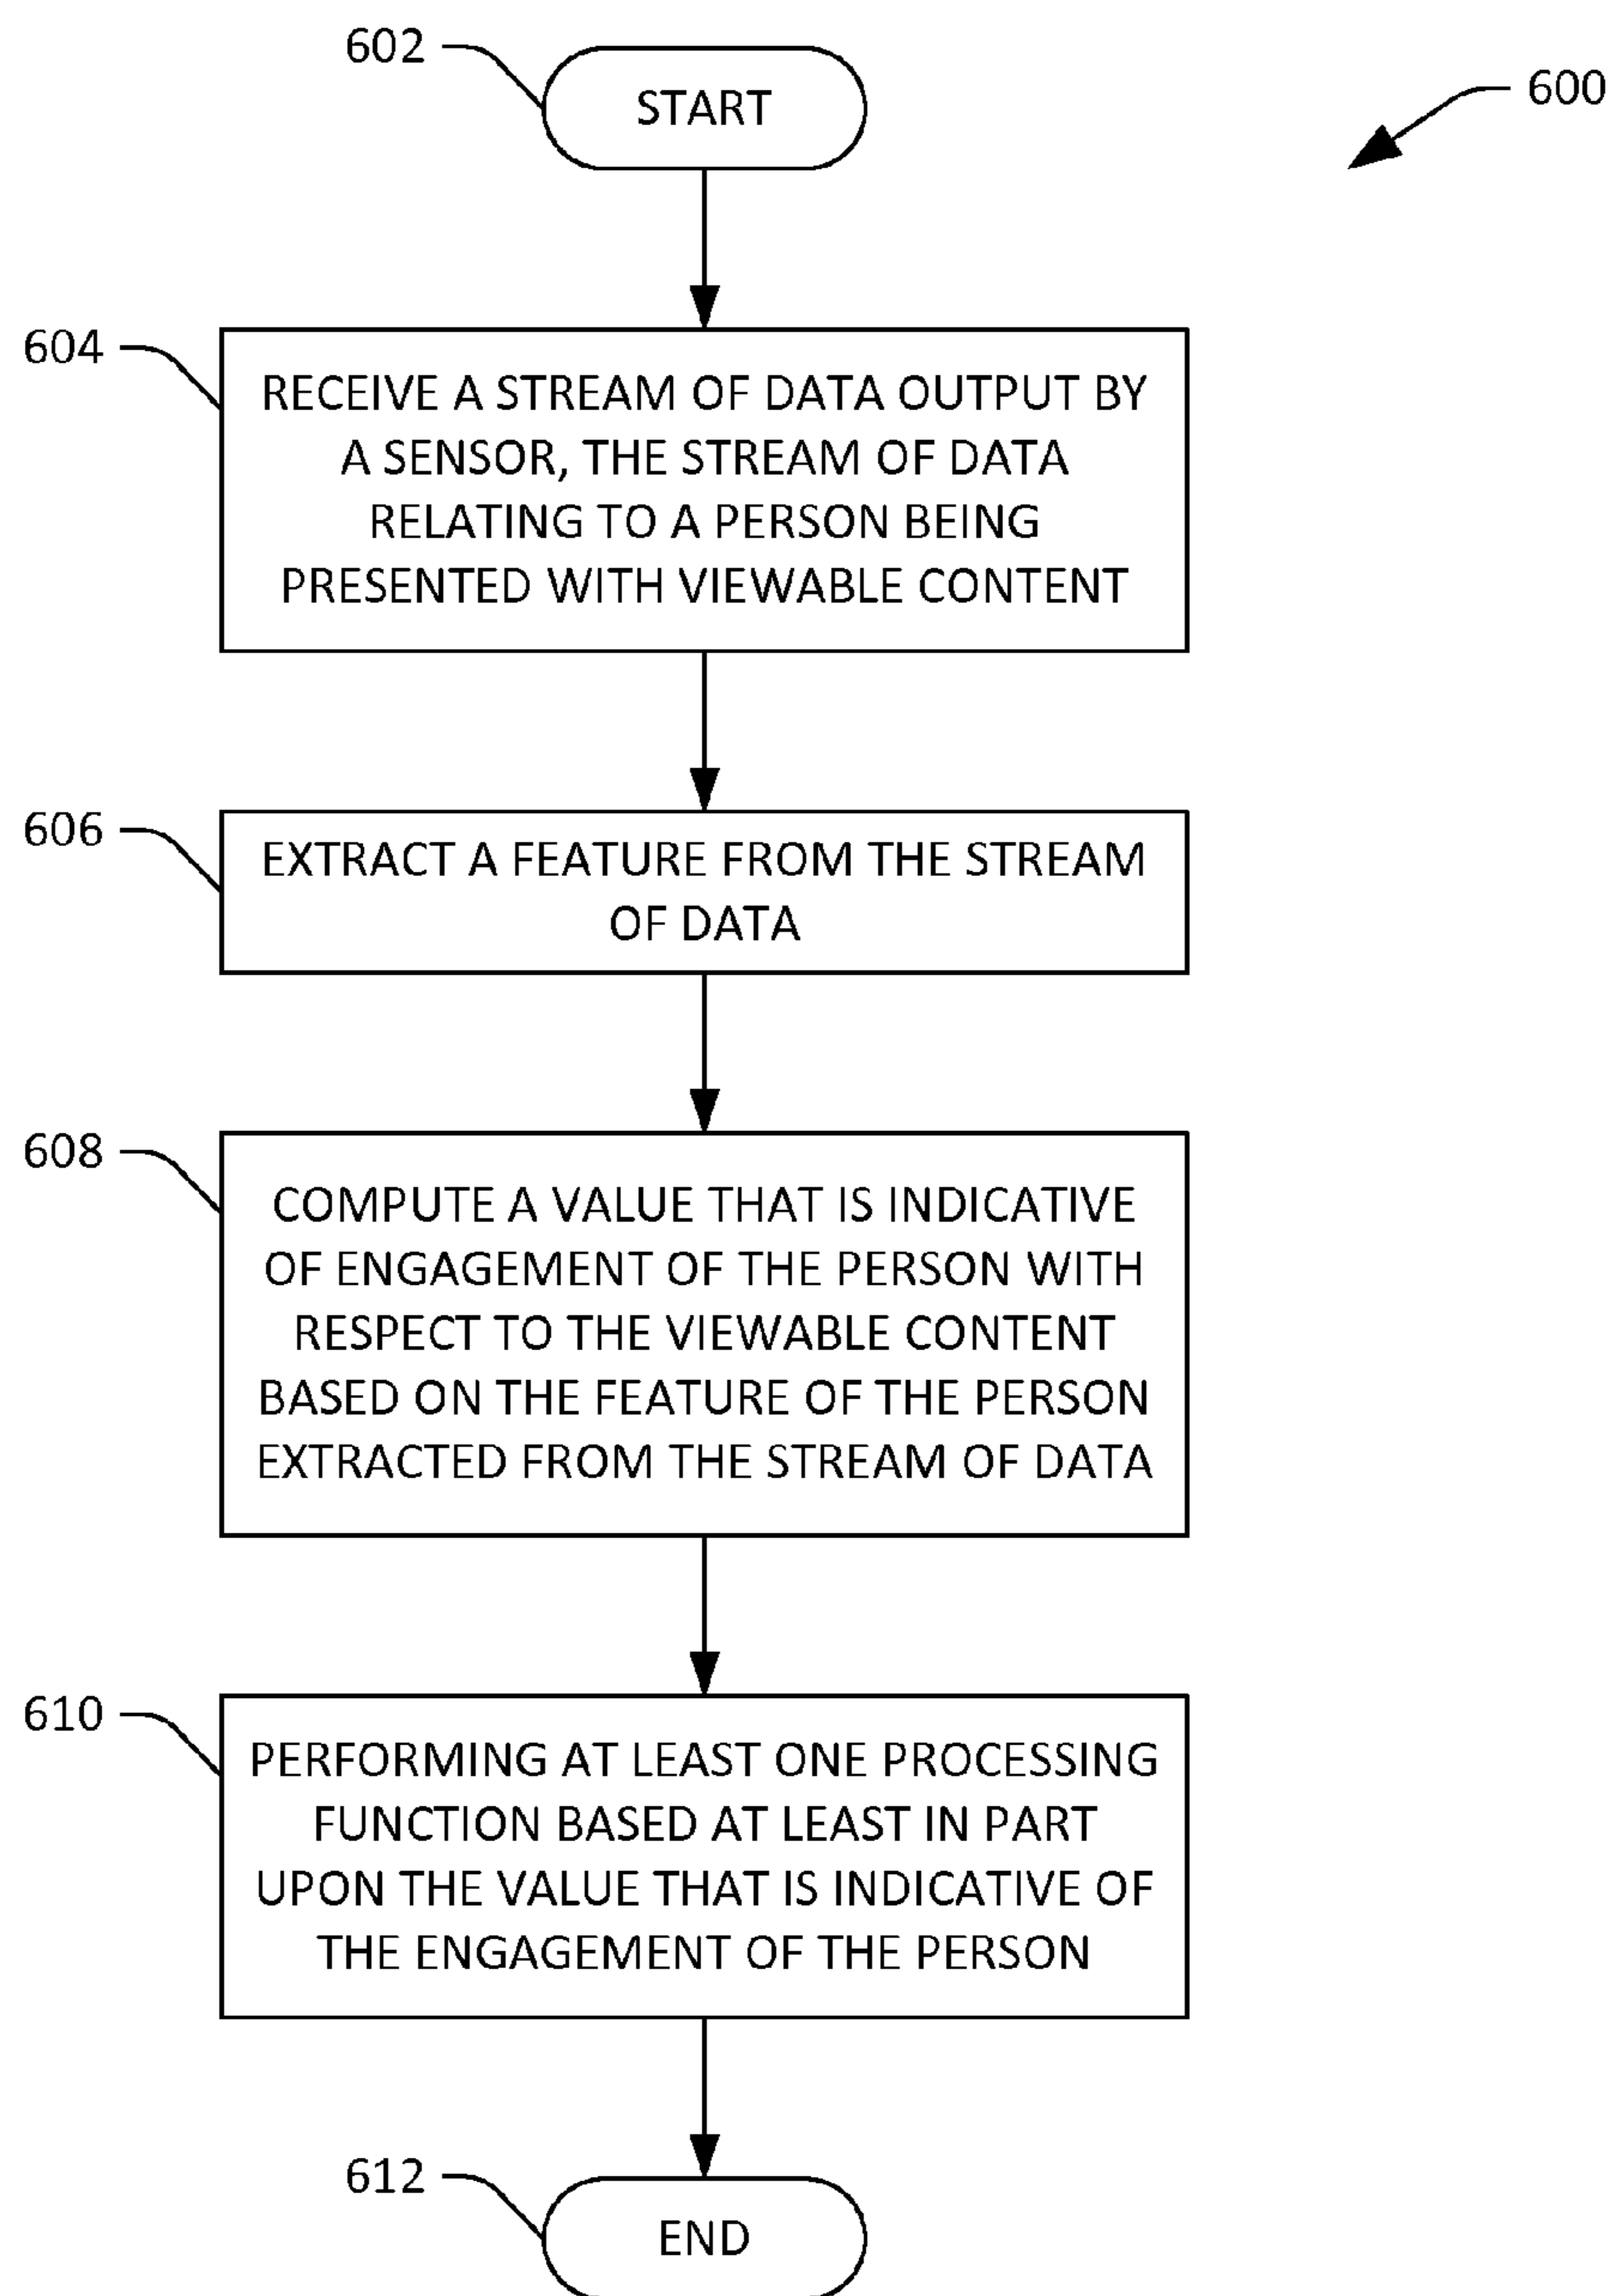 602
START
600
604
RECEIVE A STREAM OF DATA OUTPUT BY
A SENSOR, THE STREAM OF DATA
RELATING TO A PERSON BEING
PRESENTED WITH VIEWABLE CONTENT
606
EXTRACT A FEATURE FROM THE STREAM
OF DATA
608
COMPUTE A VALUE THAT IS INDICATIVE
OF ENGAGEMENT OF THE PERSON WITH
RESPECT TO THE VIEWABLE CONTENT
BASED ON THE FEATURE OF THE PERSON
EXTRACTED FROM THE STREAM OF DATA
610
PERFORMING AT LEAST ONE PROCESSING
FUNCTION BASED AT LEAST IN PART
UPON THE VALUE THAT IS INDICATIVE OF
THE ENGAGEMENT OF THE PERSON
612
END